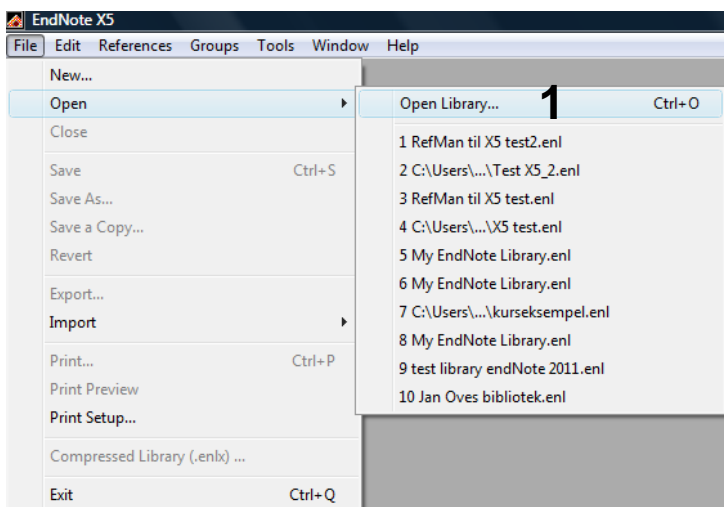 EndNote X5
File Edit References Groups Tools Window Help
New...
Open
Close
Save Ctrl+S
Save As...
Save a Copy...
Revert
Export...
Import
Print... Ctrl+P
Print Preview
Print Setup...
Compressed Library (.enlx) ...
Exit Ctrl+Q
Open Library... 1 Ctrl+O
1 RefMan til X5 test2.enl
2 C:\Users\...\Test X5_2.enl
3 RefMan til X5 test.enl
4 C:\Users\...\X5 test.enl
5 My EndNote Library.enl
6 My EndNote Library.enl
7 C:\Users\...\kurseksempel.enl
8 My EndNote Library.enl
9 test library endNote 2011.enl
10 Jan Oves bibliotek.enl